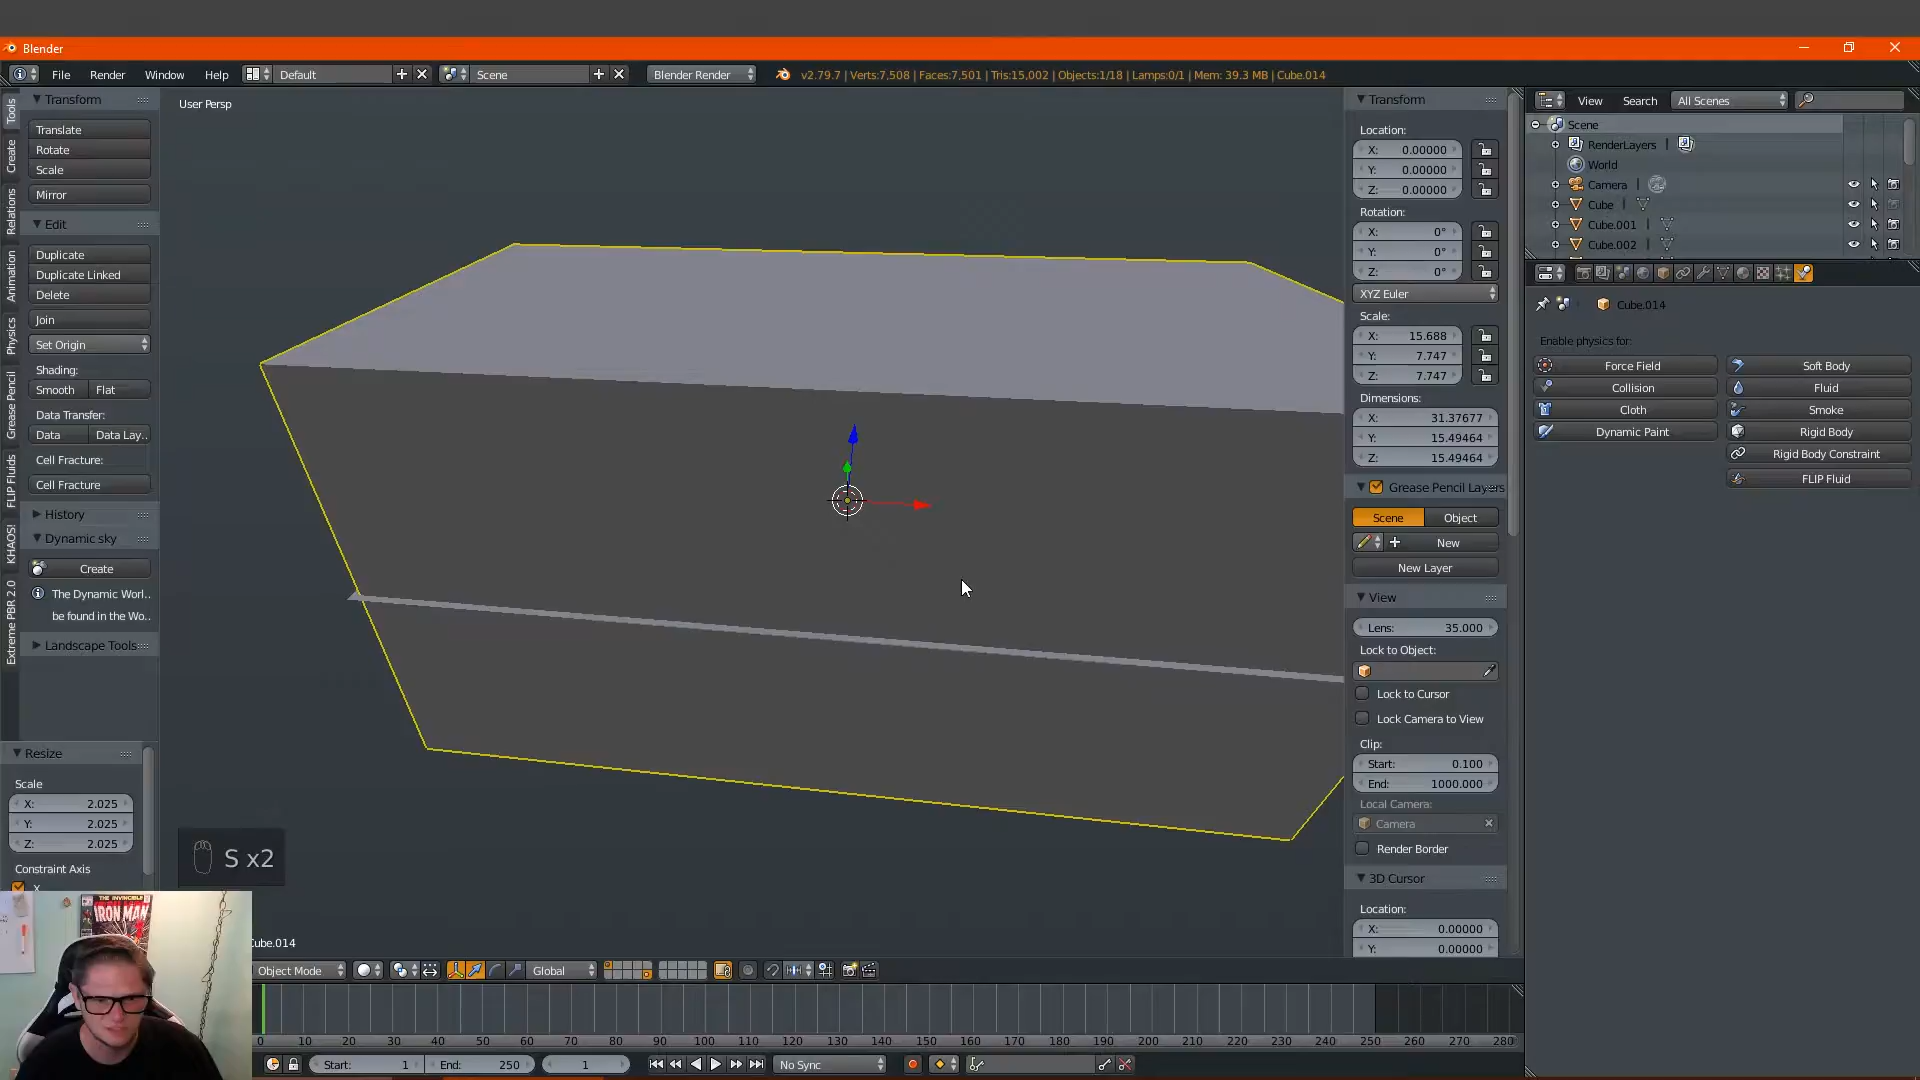 Blender
File Render Window Help Default Scene Blender Render v2.79.7 | Verts:7,508 | Faces:7,501 | Tris:15,002 | Objects:1/18 | Lamps:0/1 | Mem: 39.3 MB | Cube.014
Tools
Create
Relations
Animation
Physics
Grease Pencil
FLIP Fluids
KHAOS!
Extreme PBR 2.0
Transform
Translate
Rotate
Scale
Mirror
Edit
Duplicate
Duplicate Linked
Delete
Join
Set Origin
Shading:
Smooth Flat
Data Transfer:
Data Data Lay..
Cell Fracture:
Cell Fracture
History
Dynamic sky
Create
The Dynamic Worl..
be found in the Wo..
Landscape Tools
Resize
Scale
X: 2.025
Y: 2.025
Z: 2.025
Constraint Axis
X
User Persp
S x2
Cube.014
THE INVINCIBLE
IRON MAN
Transform
Location:
X: 0.00000
Y: 0.00000
Z: 0.00000
Rotation:
X: 0°
Y: 0°
Z: 0°
XYZ Euler
Scale:
X: 15.688
Y: 7.747
Z: 7.747
Dimensions:
X: 31.37677
Y: 15.49464
Z: 15.49464
Grease Pencil Layers
Scene Object
New
New Layer
View
Lens: 35.000
Lock to Object:
Lock to Cursor
Lock Camera to View
Clip:
Start: 0.100
End: 1000.000
Local Camera:
Camera
Render Border
3D Cursor
Location:
X: 0.00000
Y: 0.00000
View Search All Scenes
Scene
RenderLayers |
World
Camera |
Cube |
Cube.001 |
Cube.002 |
Cube.014
Enable physics for:
Force Field Soft Body
Collision Fluid
Cloth Smoke
Dynamic Paint Rigid Body
Rigid Body Constraint
FLIP Fluid
Object Mode Global
0 10 20 30 40 50 60 70 80 90 100 110 120 130 140 150 160 170 180 190 200 210 220 230 240 250 260 270 280
Start: 1 End: 250 1 No Sync